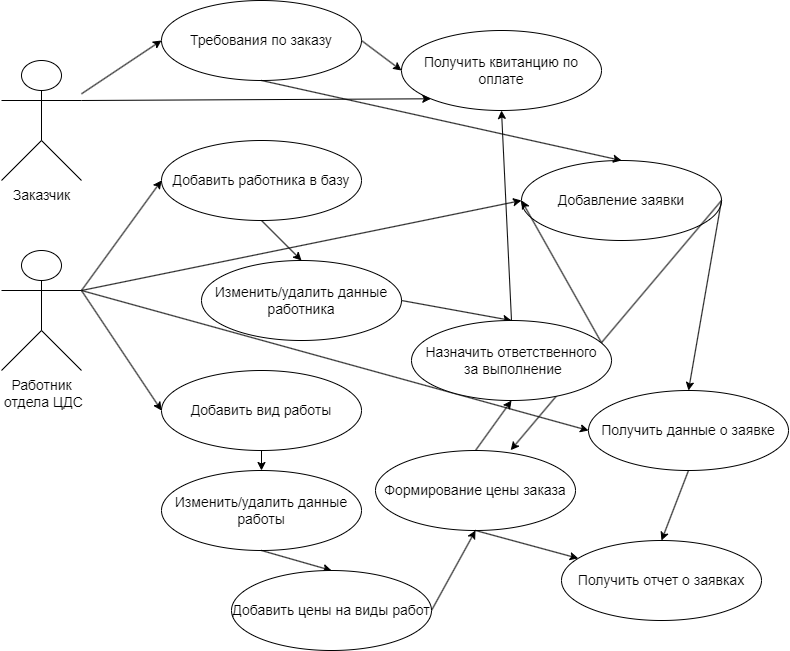 Требования по заказу
Получить квитанцию по
оплате
Заказчик
Добавить работника в базу
Добавление заявки
Изменить/удалить данные
работника
Назначить ответственного
за выполнение
Работник
отдела ЦДС
Добавить вид работы
Получить данные о заявке
Изменить/удалить данные
работы
Формирование цены заказа
Получить отчет о заявках
Добавить цены на виды работ